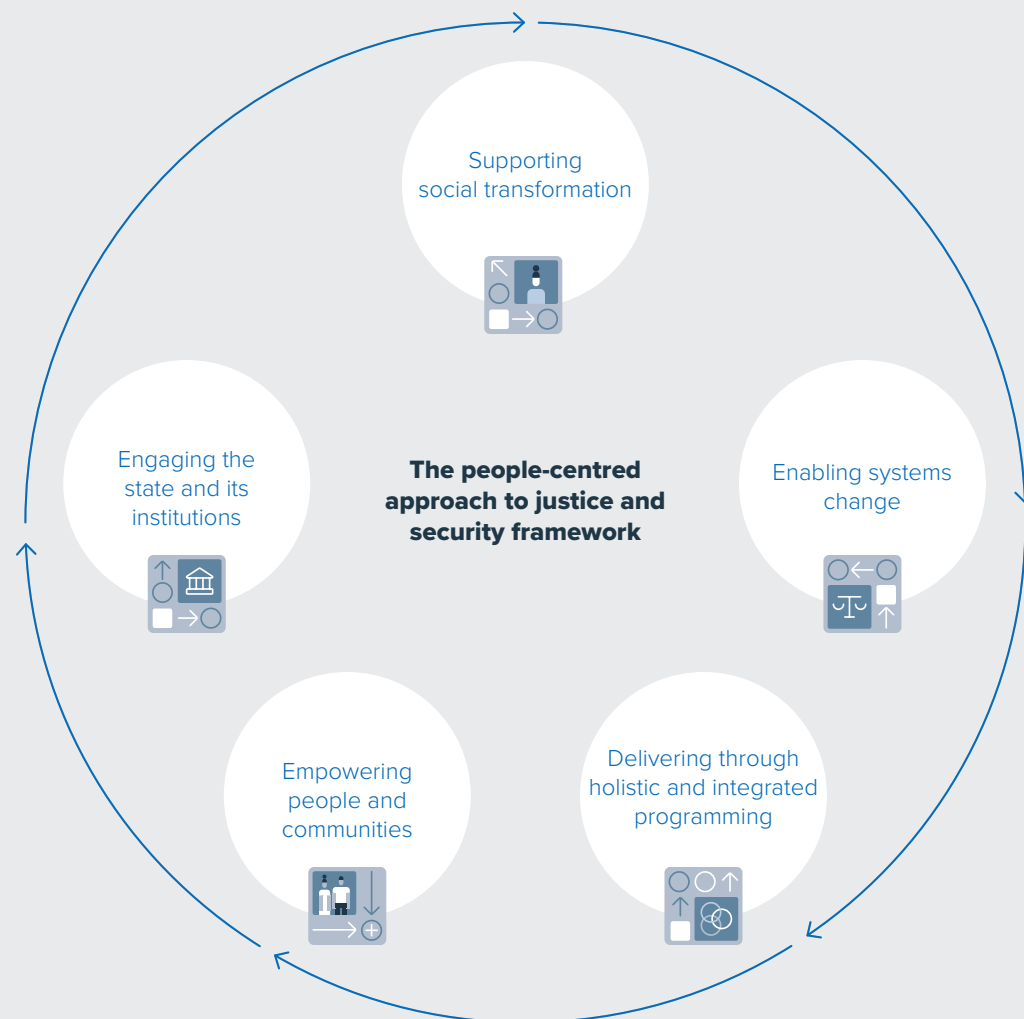 Supporting
social transformation
Engaging the
state and its
institutions
The people-centred
approach to justice and
security framework
Enabling systems
change
Empowering
people and
communities
Delivering through
holistic and integrated
programming